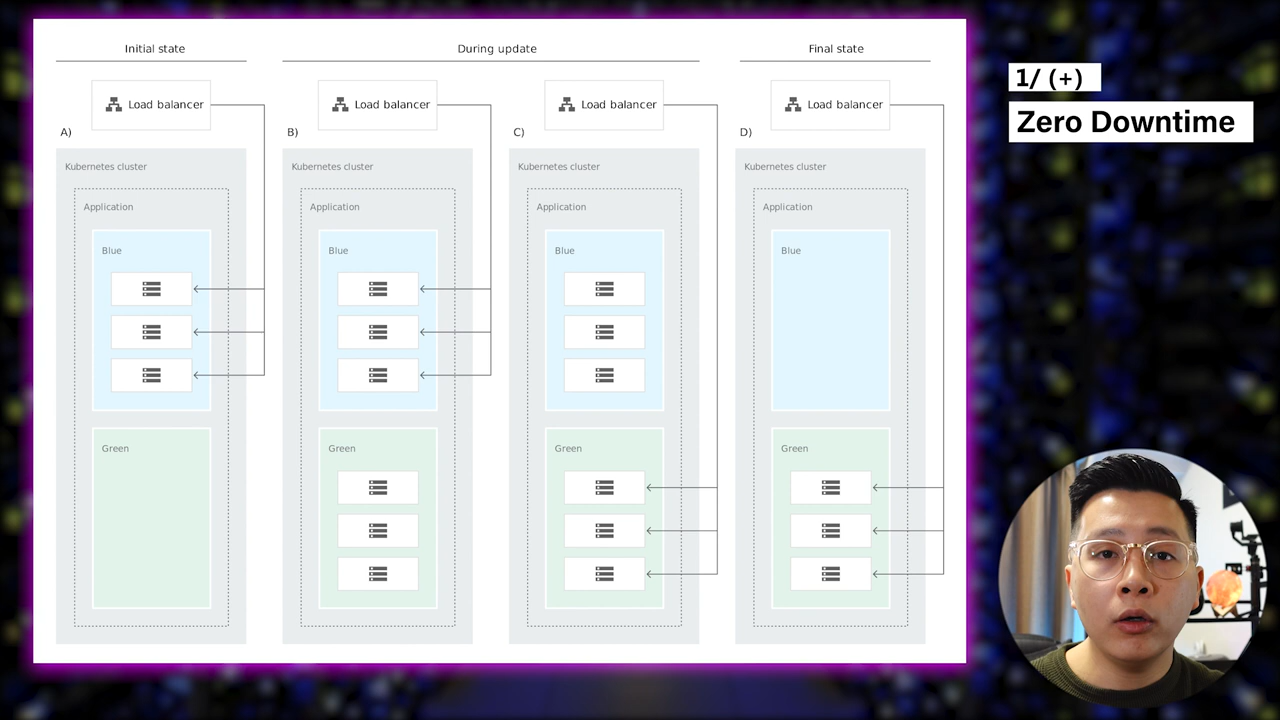 Initial state
During update
Final state
Load balancer
Load balancer
Load balancer
Load balancer
A)
B)
C)
D)
Kubernetes cluster
Kubernetes cluster
Kubernetes cluster
Kubernetes cluster
Application
Application
Application
Application
Blue
Blue
Blue
Blue
Green
Green
Green
Green
1/ (+)
Zero Downtime